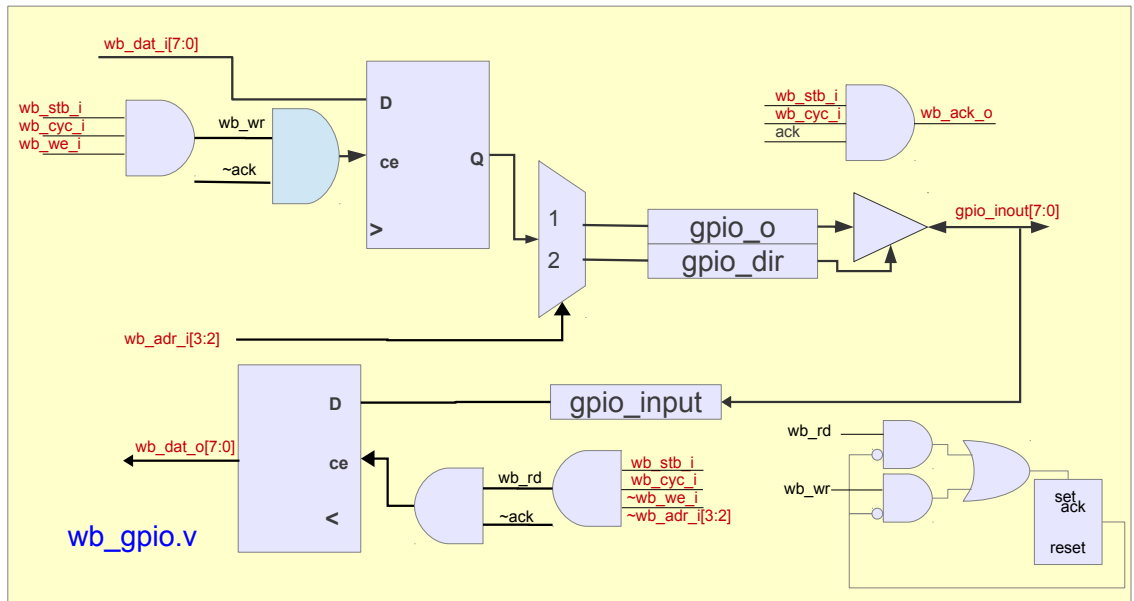 wb_dat_i[7:0]
wb_stb_i
wb_cyc_i
wb_we_i
wb_wr
~ack
D
ce
Q
>
1
2
wb_adr_i[3:2]
gpio_o
gpio_dir
wb_stb_i
wb_cyc_i
ack
wb_ack_o
gpio_inout[7:0]
D
ce
<
wb_dat_o[7:0]
gpio_input
wb_rd
~ack
wb_stb_i
wb_cyc_i
~wb_we_i
~wb_adr_i[3:2]
wb_rd
wb_wr
set
ack
reset
wb_gpio.v